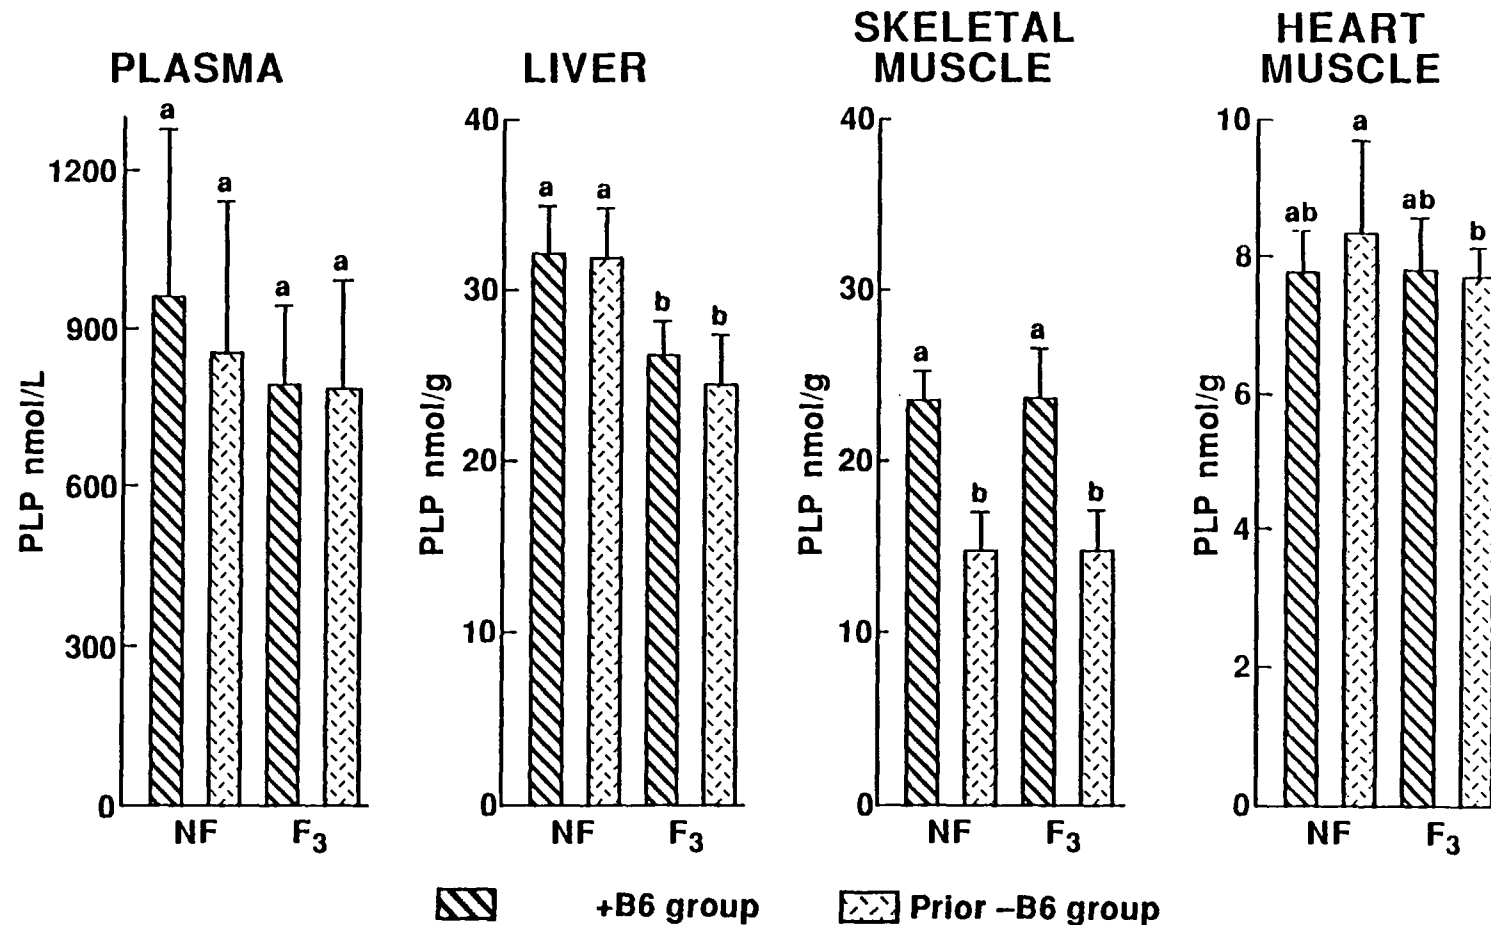 PLASMA
LIVER
SKELETAL
MUSCLE
HEART
MUSCLE
PLP nmol/L
1200
900
600
300
0
a
a
a
a
NF
F3
PLP nmol/g
40
30
20
10
0
a
a
b
b
NF
F3
PLP nmol/g
40
30
20
10
0
a
b
a
b
NF
F3
PLP nmol/g
10
8
6
4
2
0
ab
a
ab
b
NF
F3
+B6 group
Prior –B6 group